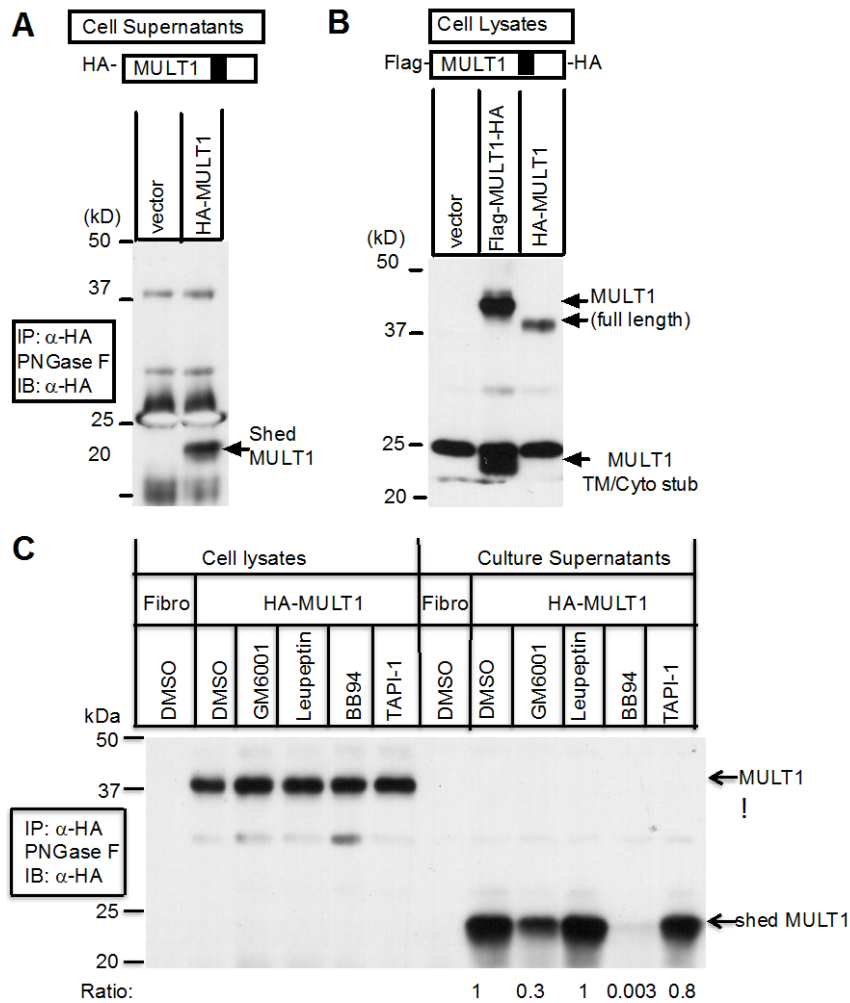 A
Cell Supernatants
HA- MULT1
vector
HA-MULT1
(kD)
50
37
25
20
IP: α-HA
PNGase F
IB: α-HA
Shed
MULT1
B
Cell Lysates
Flag- MULT1 -HA
vector
Flag-MULT1-HA
HA-MULT1
(kD)
50
37
25
20
MULT1
(full length)
MULT1
TM/Cyto stub
C
Cell lysates Culture Supernatants
Fibro HA-MULT1 Fibro HA-MULT1
DMSO DMSO GM6001 Leupeptin BB94 TAPI-1 DMSO DMSO GM6001 Leupeptin BB94 TAPI-1
kDa
50
37
25
20
IP: α-HA
PNGase F
IB: α-HA
MULT1
!
shed MULT1
Ratio: 1 0.3 1 0.003 0.8